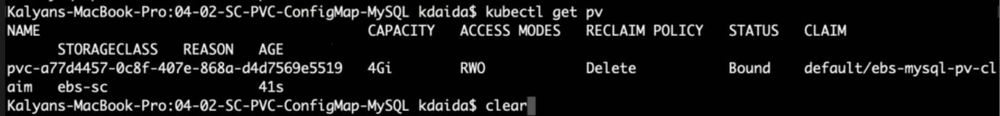 Kalyans-MacBook-Pro:04-02-SC-PVC-ConfigMap-MySQL kdaida$ kubectl get pv
NAME                                       CAPACITY   ACCESS MODES   RECLAIM POLICY   STATUS   CLAIM
      STORAGECLASS   REASON   AGE
pvc-a77d4457-0c8f-407e-868a-d4d7569e5519   4Gi        RWO            Delete           Bound    default/ebs-mysql-pv-cl
aim   ebs-sc                  41s
Kalyans-MacBook-Pro:04-02-SC-PVC-ConfigMap-MySQL kdaida$ clear